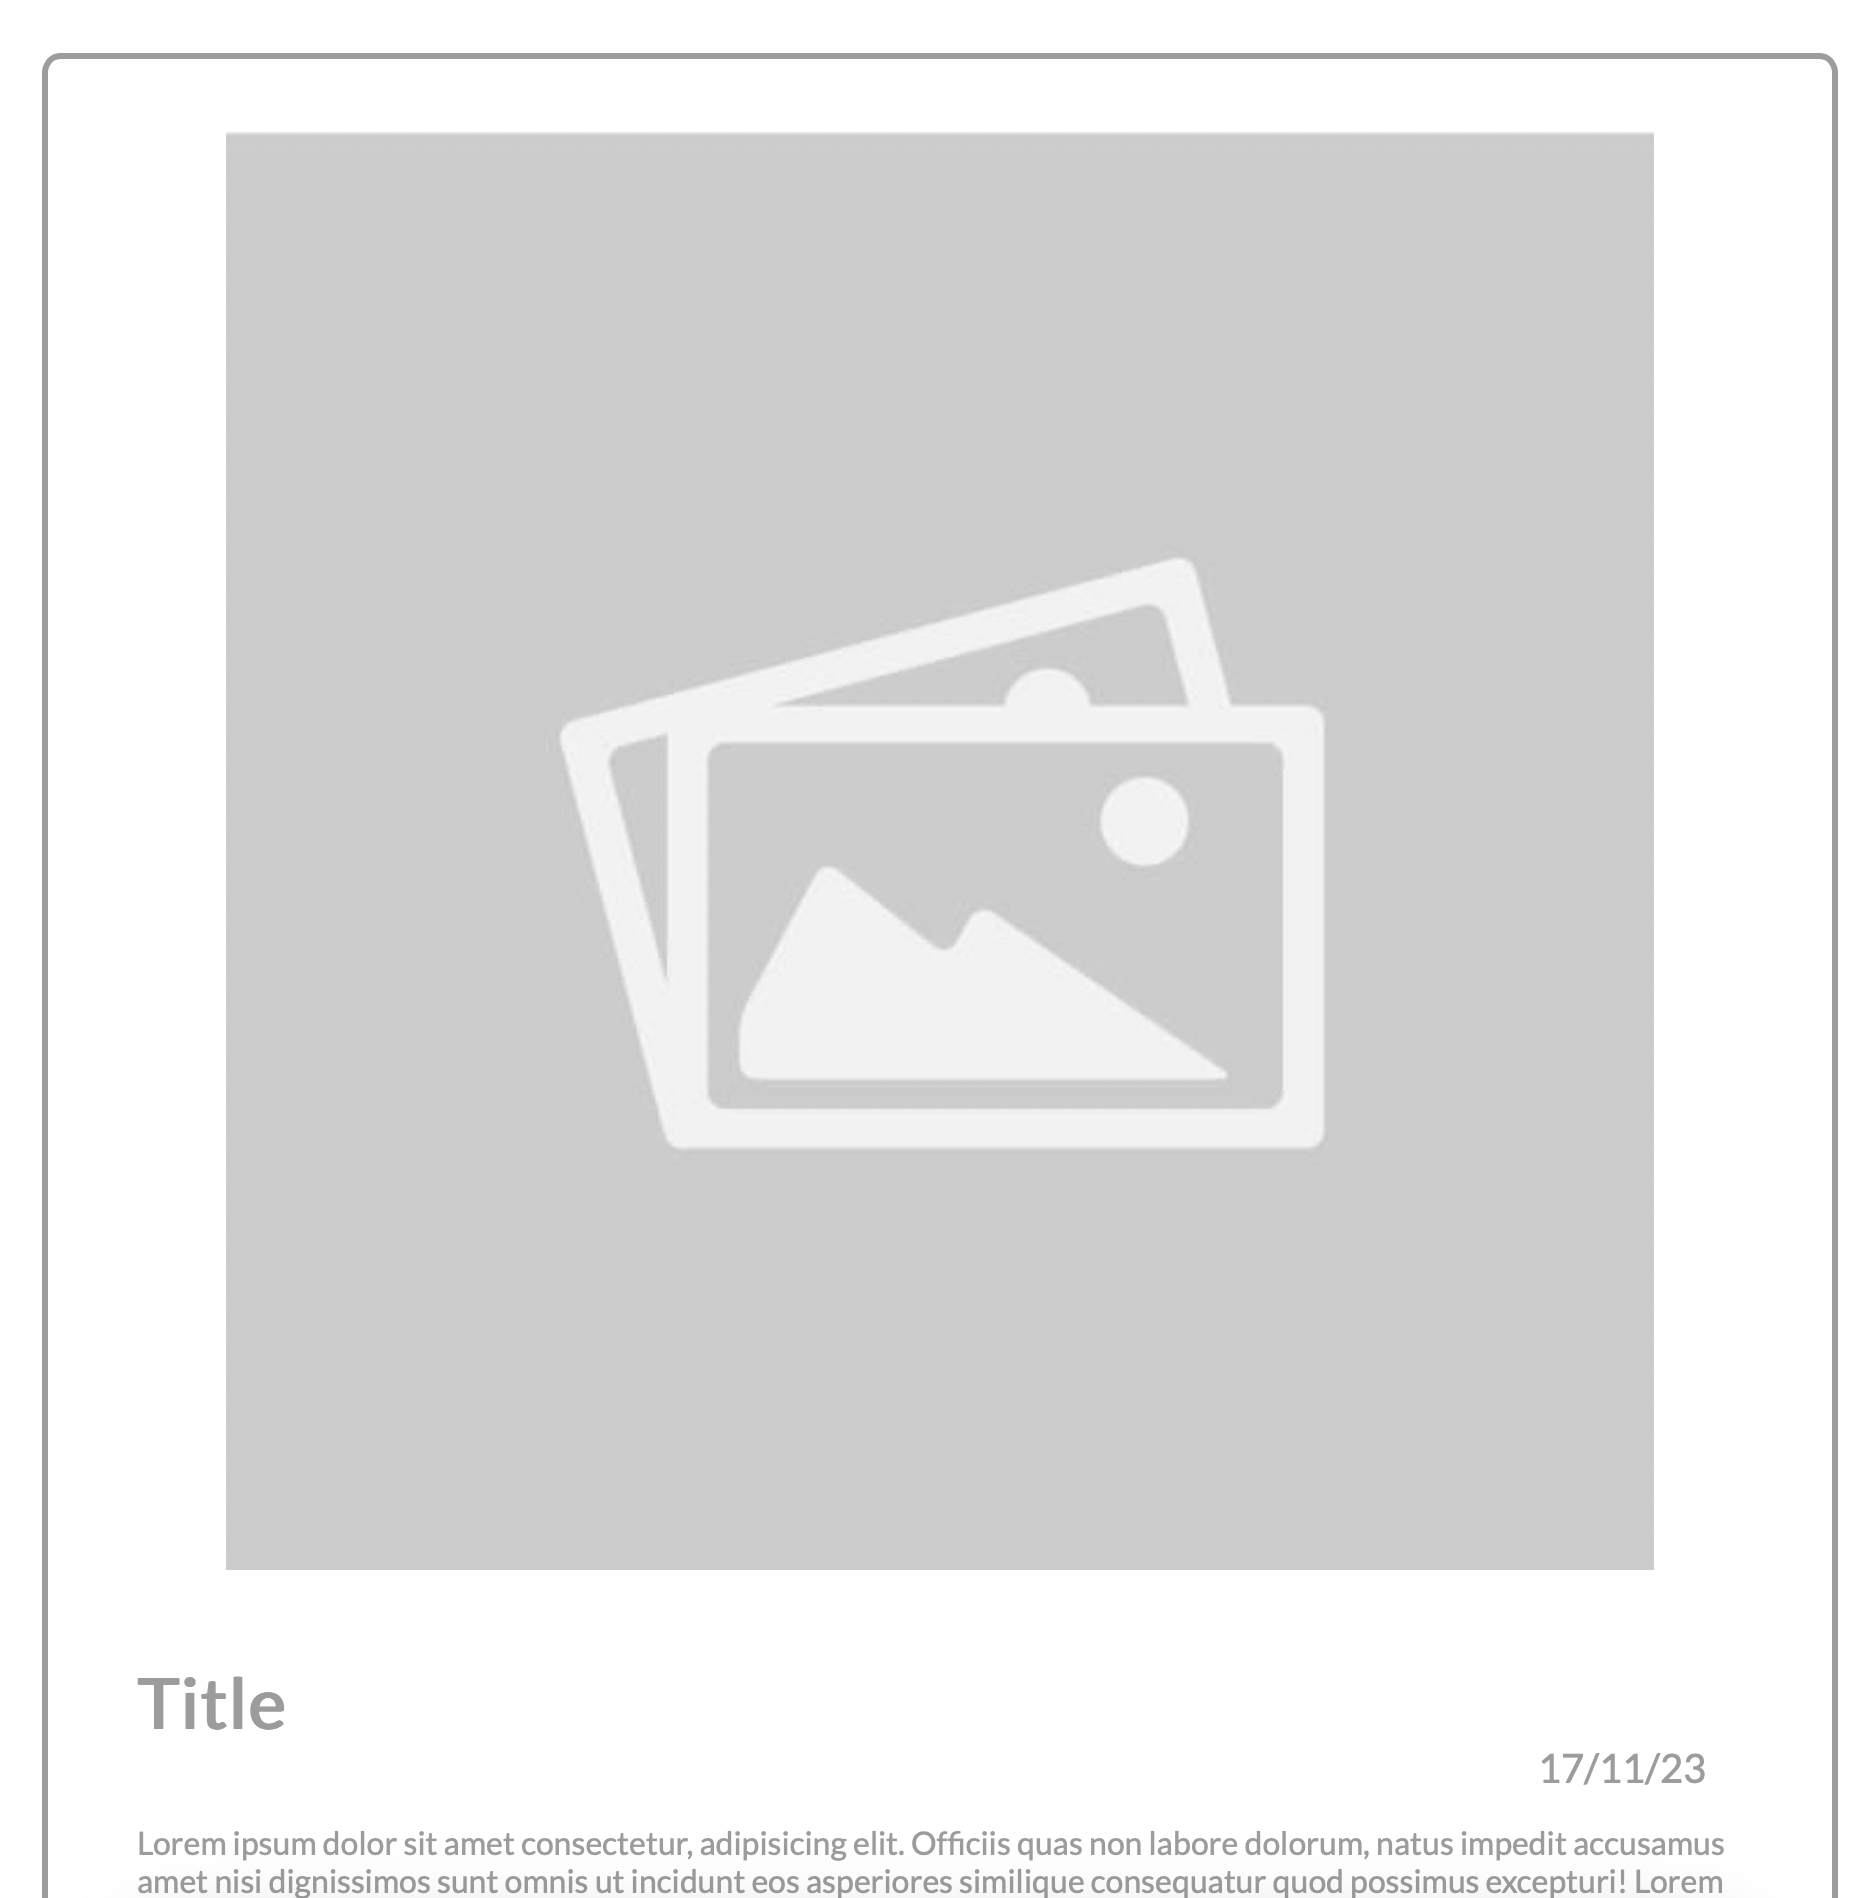 Title
17/11/23
Lorem ipsum dolor sit amet consectetur, adipisicing elit. Officiis quas non labore dolorum, natus impedit accusamus
amet nisi dignissimos sunt omnis ut incidunt eos asperiores similique consequatur quod possimus excepturi! Lorem